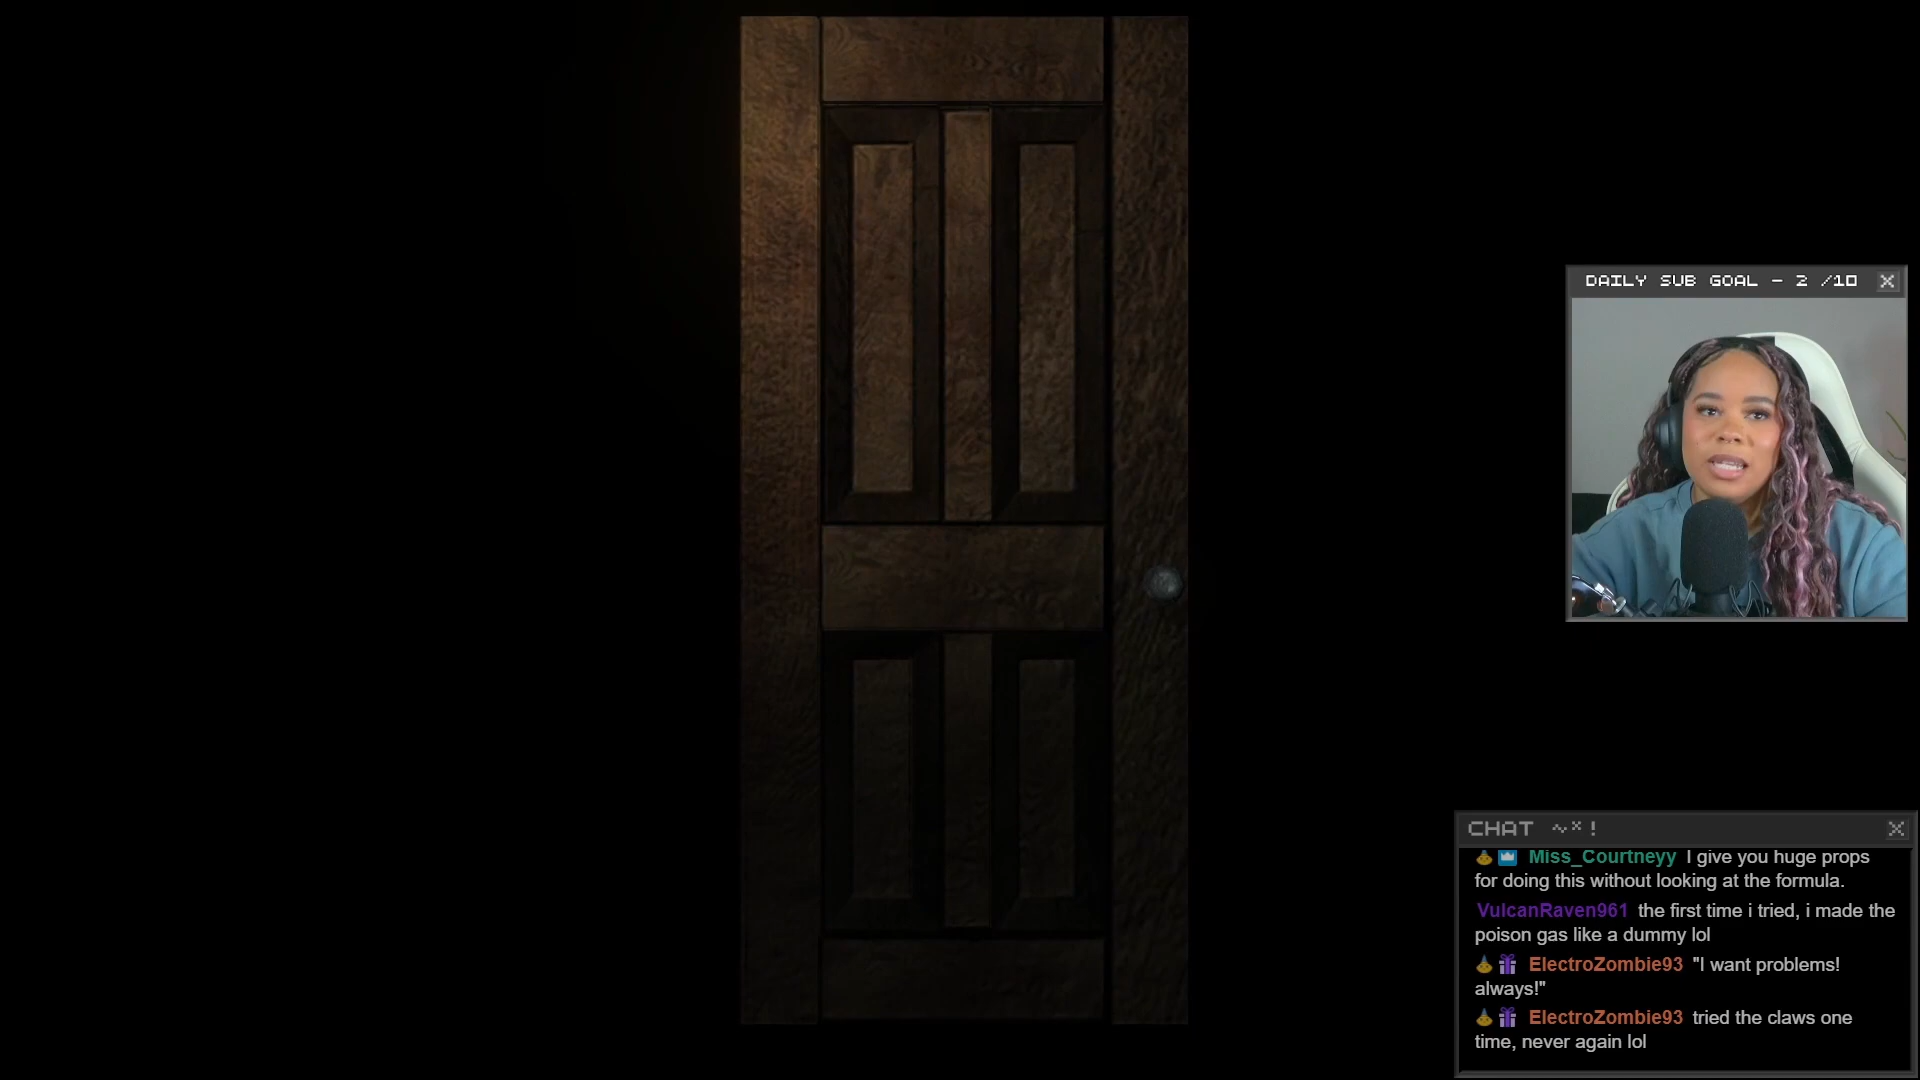 DAILY SUB GOAL - 2 /10
CHAT ~×!
Miss_Courtneyy I give you huge props
for doing this without looking at the formula.
VulcanRaven961 the first time i tried, i made the
poison gas like a dummy lol
ElectroZombie93 "I want problems!
always!"
ElectroZombie93 tried the claws one
time, never again lol